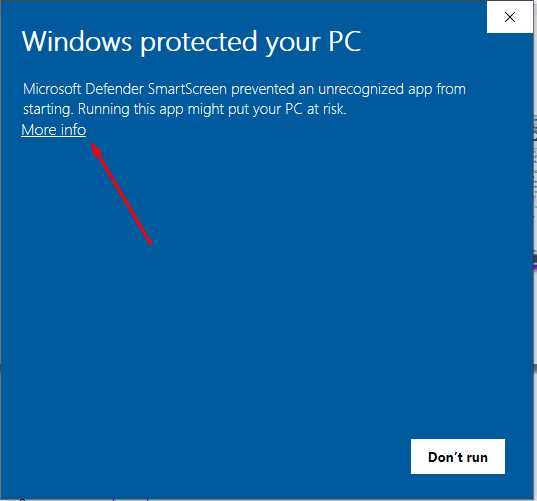 Windows protected your PC
Microsoft Defender SmartScreen prevented an unrecognized app from
starting. Running this app might put your PC at risk.
More info
Don't run